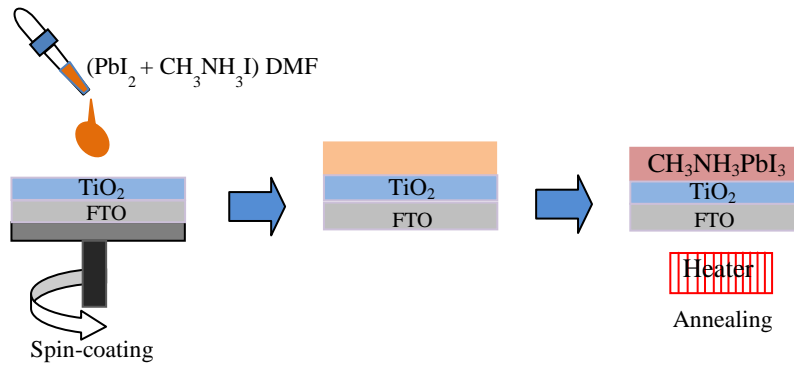 (PbI₂ + CH₃NH₃I) DMF
TiO₂
FTO
Spin-coating
TiO₂
FTO
CH₃NH₃PbI₃
TiO₂
FTO
Heater
Annealing